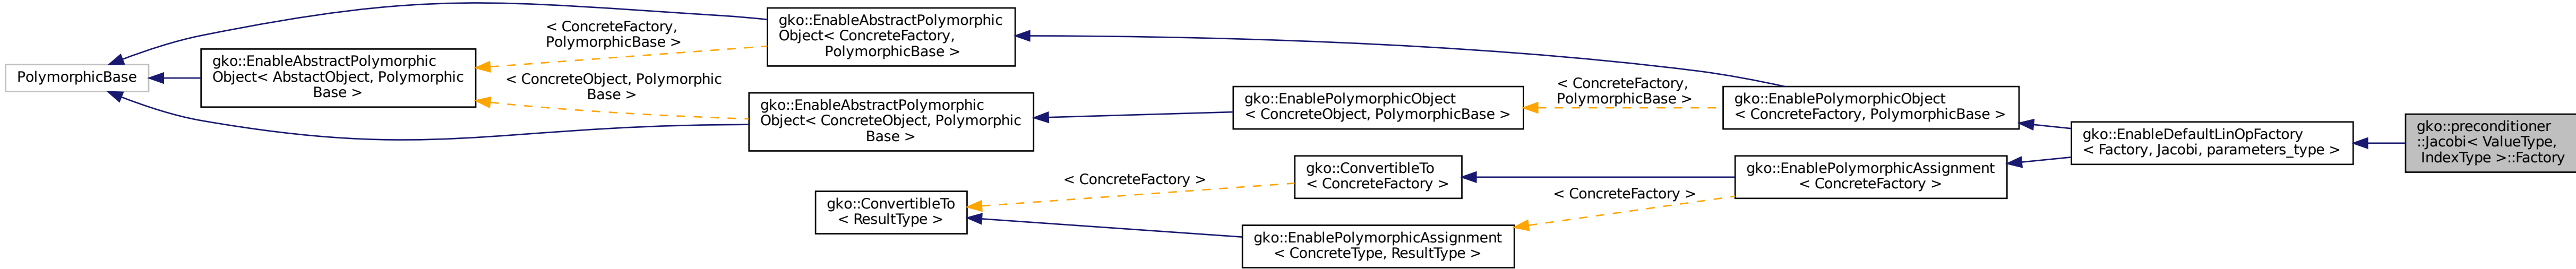 PolymorphicBase
gko::EnableAbstractPolymorphic
Object< AbstactObject, Polymorphic
Base >
< ConcreteFactory,
PolymorphicBase >
< ConcreteObject, Polymorphic
Base >
gko::EnableAbstractPolymorphic
Object< ConcreteFactory,
PolymorphicBase >
gko::EnableAbstractPolymorphic
Object< ConcreteObject, Polymorphic
Base >
gko::ConvertibleTo
< ResultType >
< ConcreteFactory >
gko::EnablePolymorphicObject
< ConcreteObject, PolymorphicBase >
gko::ConvertibleTo
< ConcreteFactory >
gko::EnablePolymorphicAssignment
< ConcreteType, ResultType >
< ConcreteFactory,
PolymorphicBase >
< ConcreteFactory >
gko::EnablePolymorphicObject
< ConcreteFactory, PolymorphicBase >
gko::EnablePolymorphicAssignment
< ConcreteFactory >
gko::EnableDefaultLinOpFactory
< Factory, Jacobi, parameters_type >
gko::preconditioner
::Jacobi< ValueType,
IndexType >::Factory